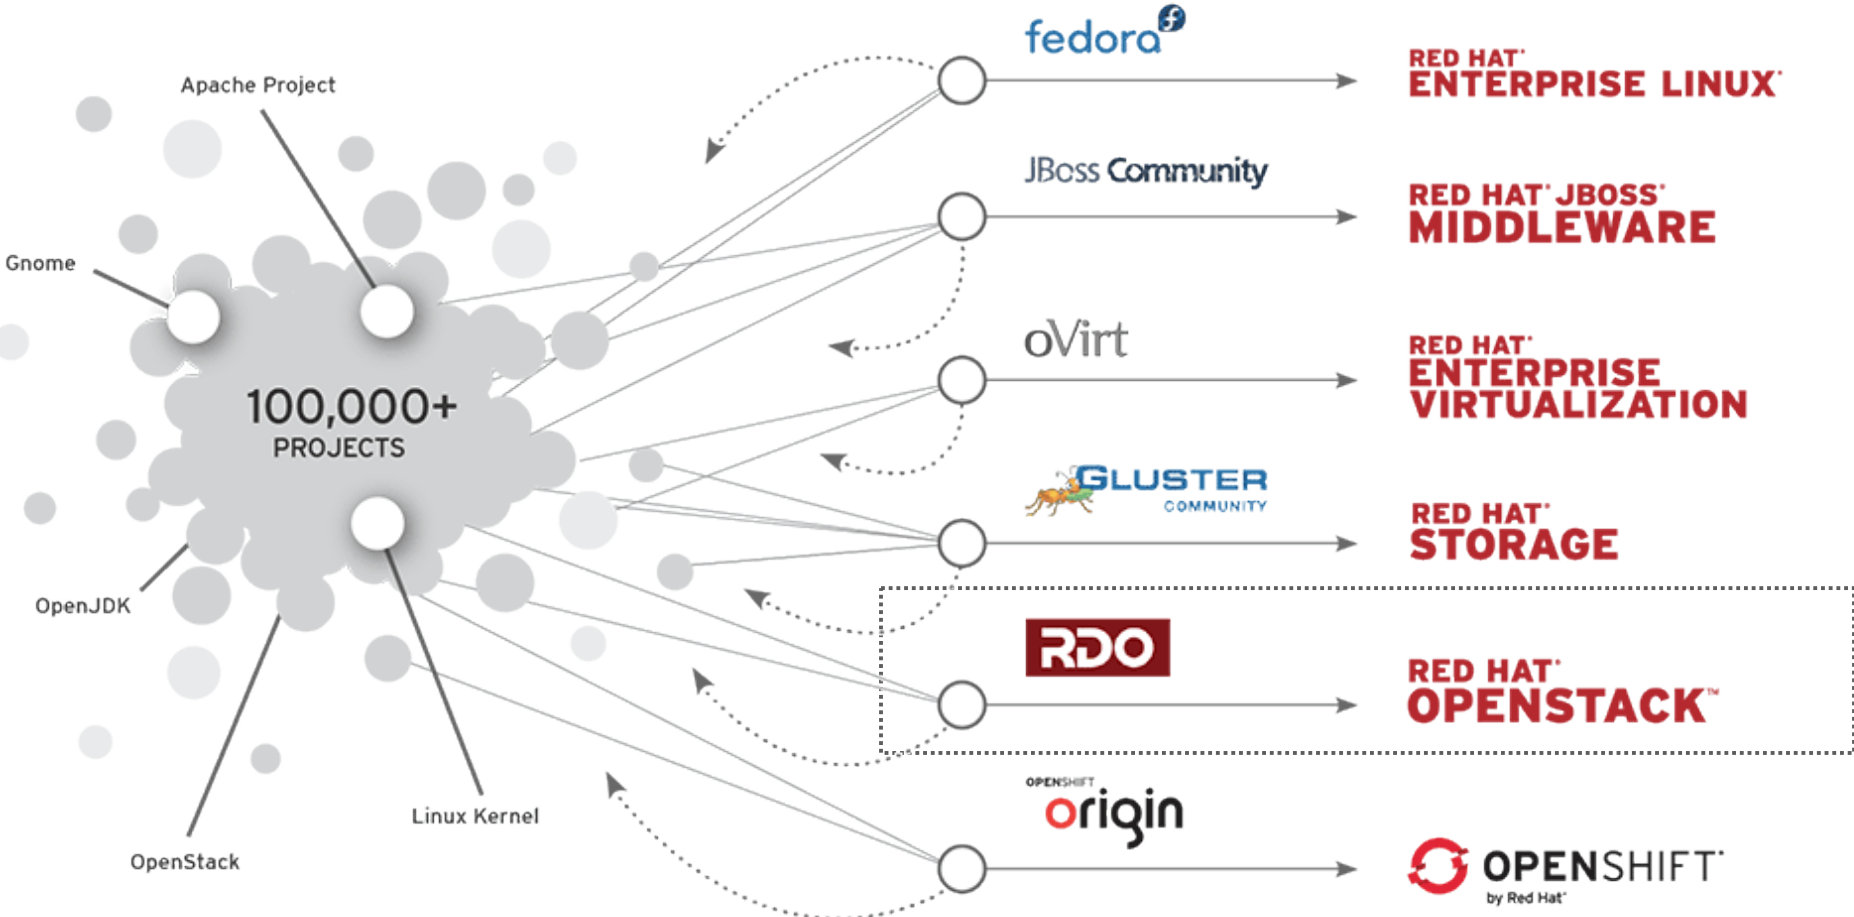 Apache Project
Gnome
100,000+
PROJECTS
OpenJDK
OpenStack
Linux Kernel
fedora
RED HAT®
ENTERPRISE LINUX®
JBoss Community
RED HAT® JBOSS®
MIDDLEWARE
oVirt
RED HAT®
ENTERPRISE
VIRTUALIZATION
GLUSTER
COMMUNITY
RED HAT®
STORAGE
RDO
RED HAT®
OPENSTACK™
OPENSHIFT
origin
OPENSHIFT®
by Red Hat®